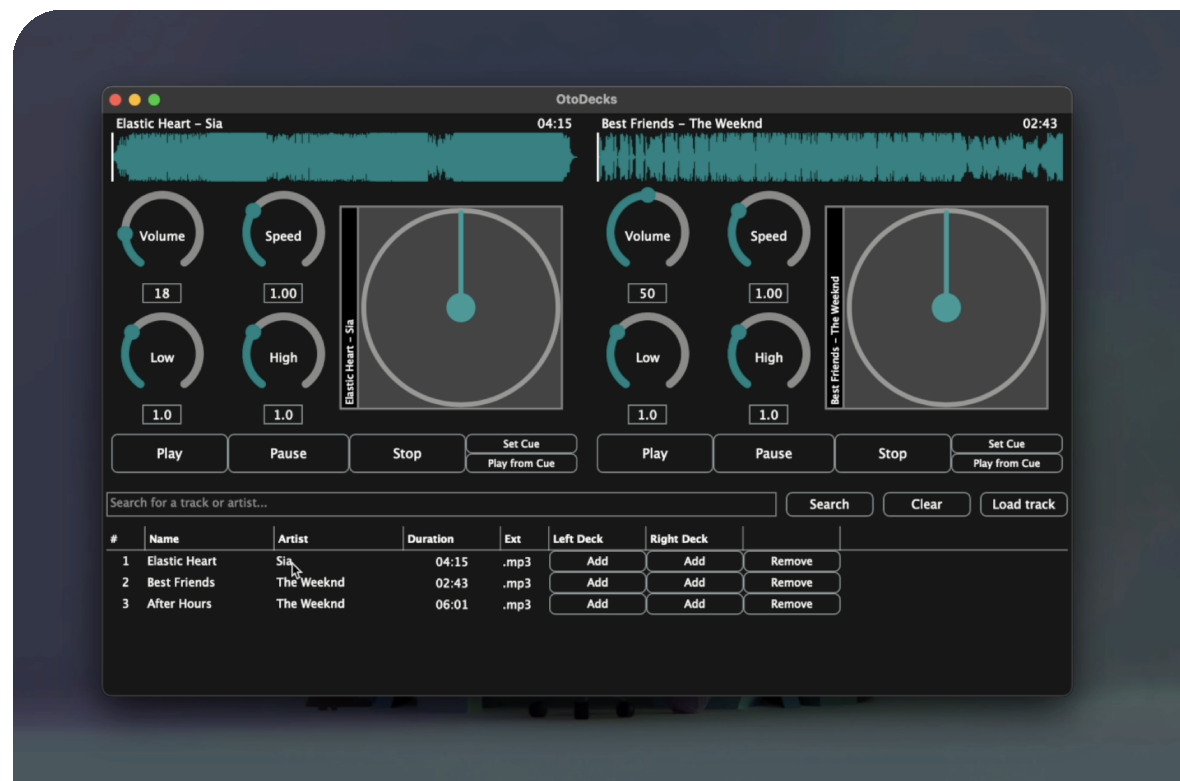 OtoDecks
Elastic Heart – Sia 04:15
Best Friends – The Weeknd 02:43
Volume Speed
18 1.00
Low High
1.0 1.0
Elastic Heart – Sia
Volume Speed
50 1.00
Low High
1.0 1.0
Best Friends – The Weeknd
Play Pause Stop Set Cue
Play from Cue
Play Pause Stop Set Cue
Play from Cue
Search for a track or artist... Search Clear Load track
# Name Artist Duration Ext Left Deck Right Deck
1 Elastic Heart Sia 04:15 .mp3 Add Add Remove
2 Best Friends The Weeknd 02:43 .mp3 Add Add Remove
3 After Hours The Weeknd 06:01 .mp3 Add Add Remove